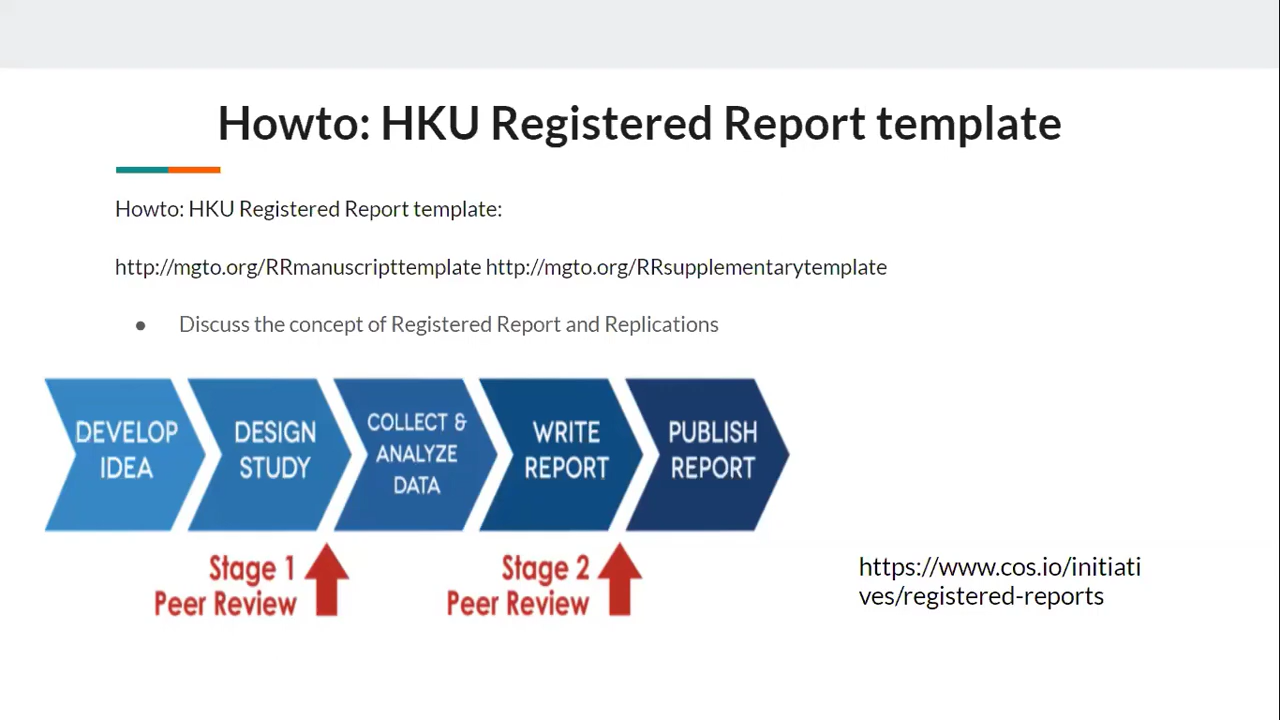 Howto: HKU Registered Report template
Howto: HKU Registered Report template:
http://mgto.org/RRmanuscripttemplate http://mgto.org/RRsupplementarytemplate
● Discuss the concept of Registered Report and Replications
DEVELOP
IDEA
DESIGN
STUDY
COLLECT &
ANALYZE
DATA
WRITE
REPORT
PUBLISH
REPORT
Stage 1
Peer Review
Stage 2
Peer Review
https://www.cos.io/initiati
ves/registered-reports